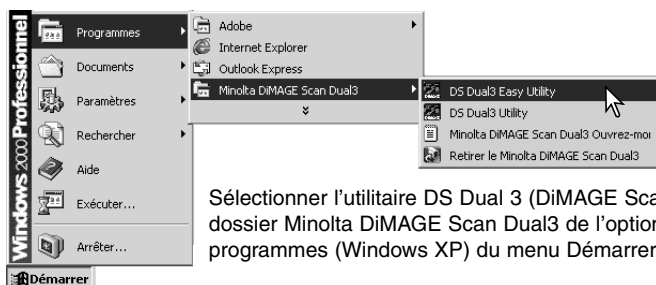 Windows 2000 Professionnel
Programmes
Documents
Paramètres
Rechercher
Aide
Exécuter...
Arrêter...
Démarrer
Adobe
Internet Explorer
Outlook Express
Minolta DiMAGE Scan Dual3
DS Dual3 Easy Utility
DS Dual3 Utility
Minolta DiMAGE Scan Dual3 Ouvrez-moi
Retirer le Minolta DiMAGE Scan Dual3
Sélectionner l’utilitaire DS Dual 3 (DiMAGE Sca
dossier Minolta DiMAGE Scan Dual3 de l’option
programmes (Windows XP) du menu Démarrer